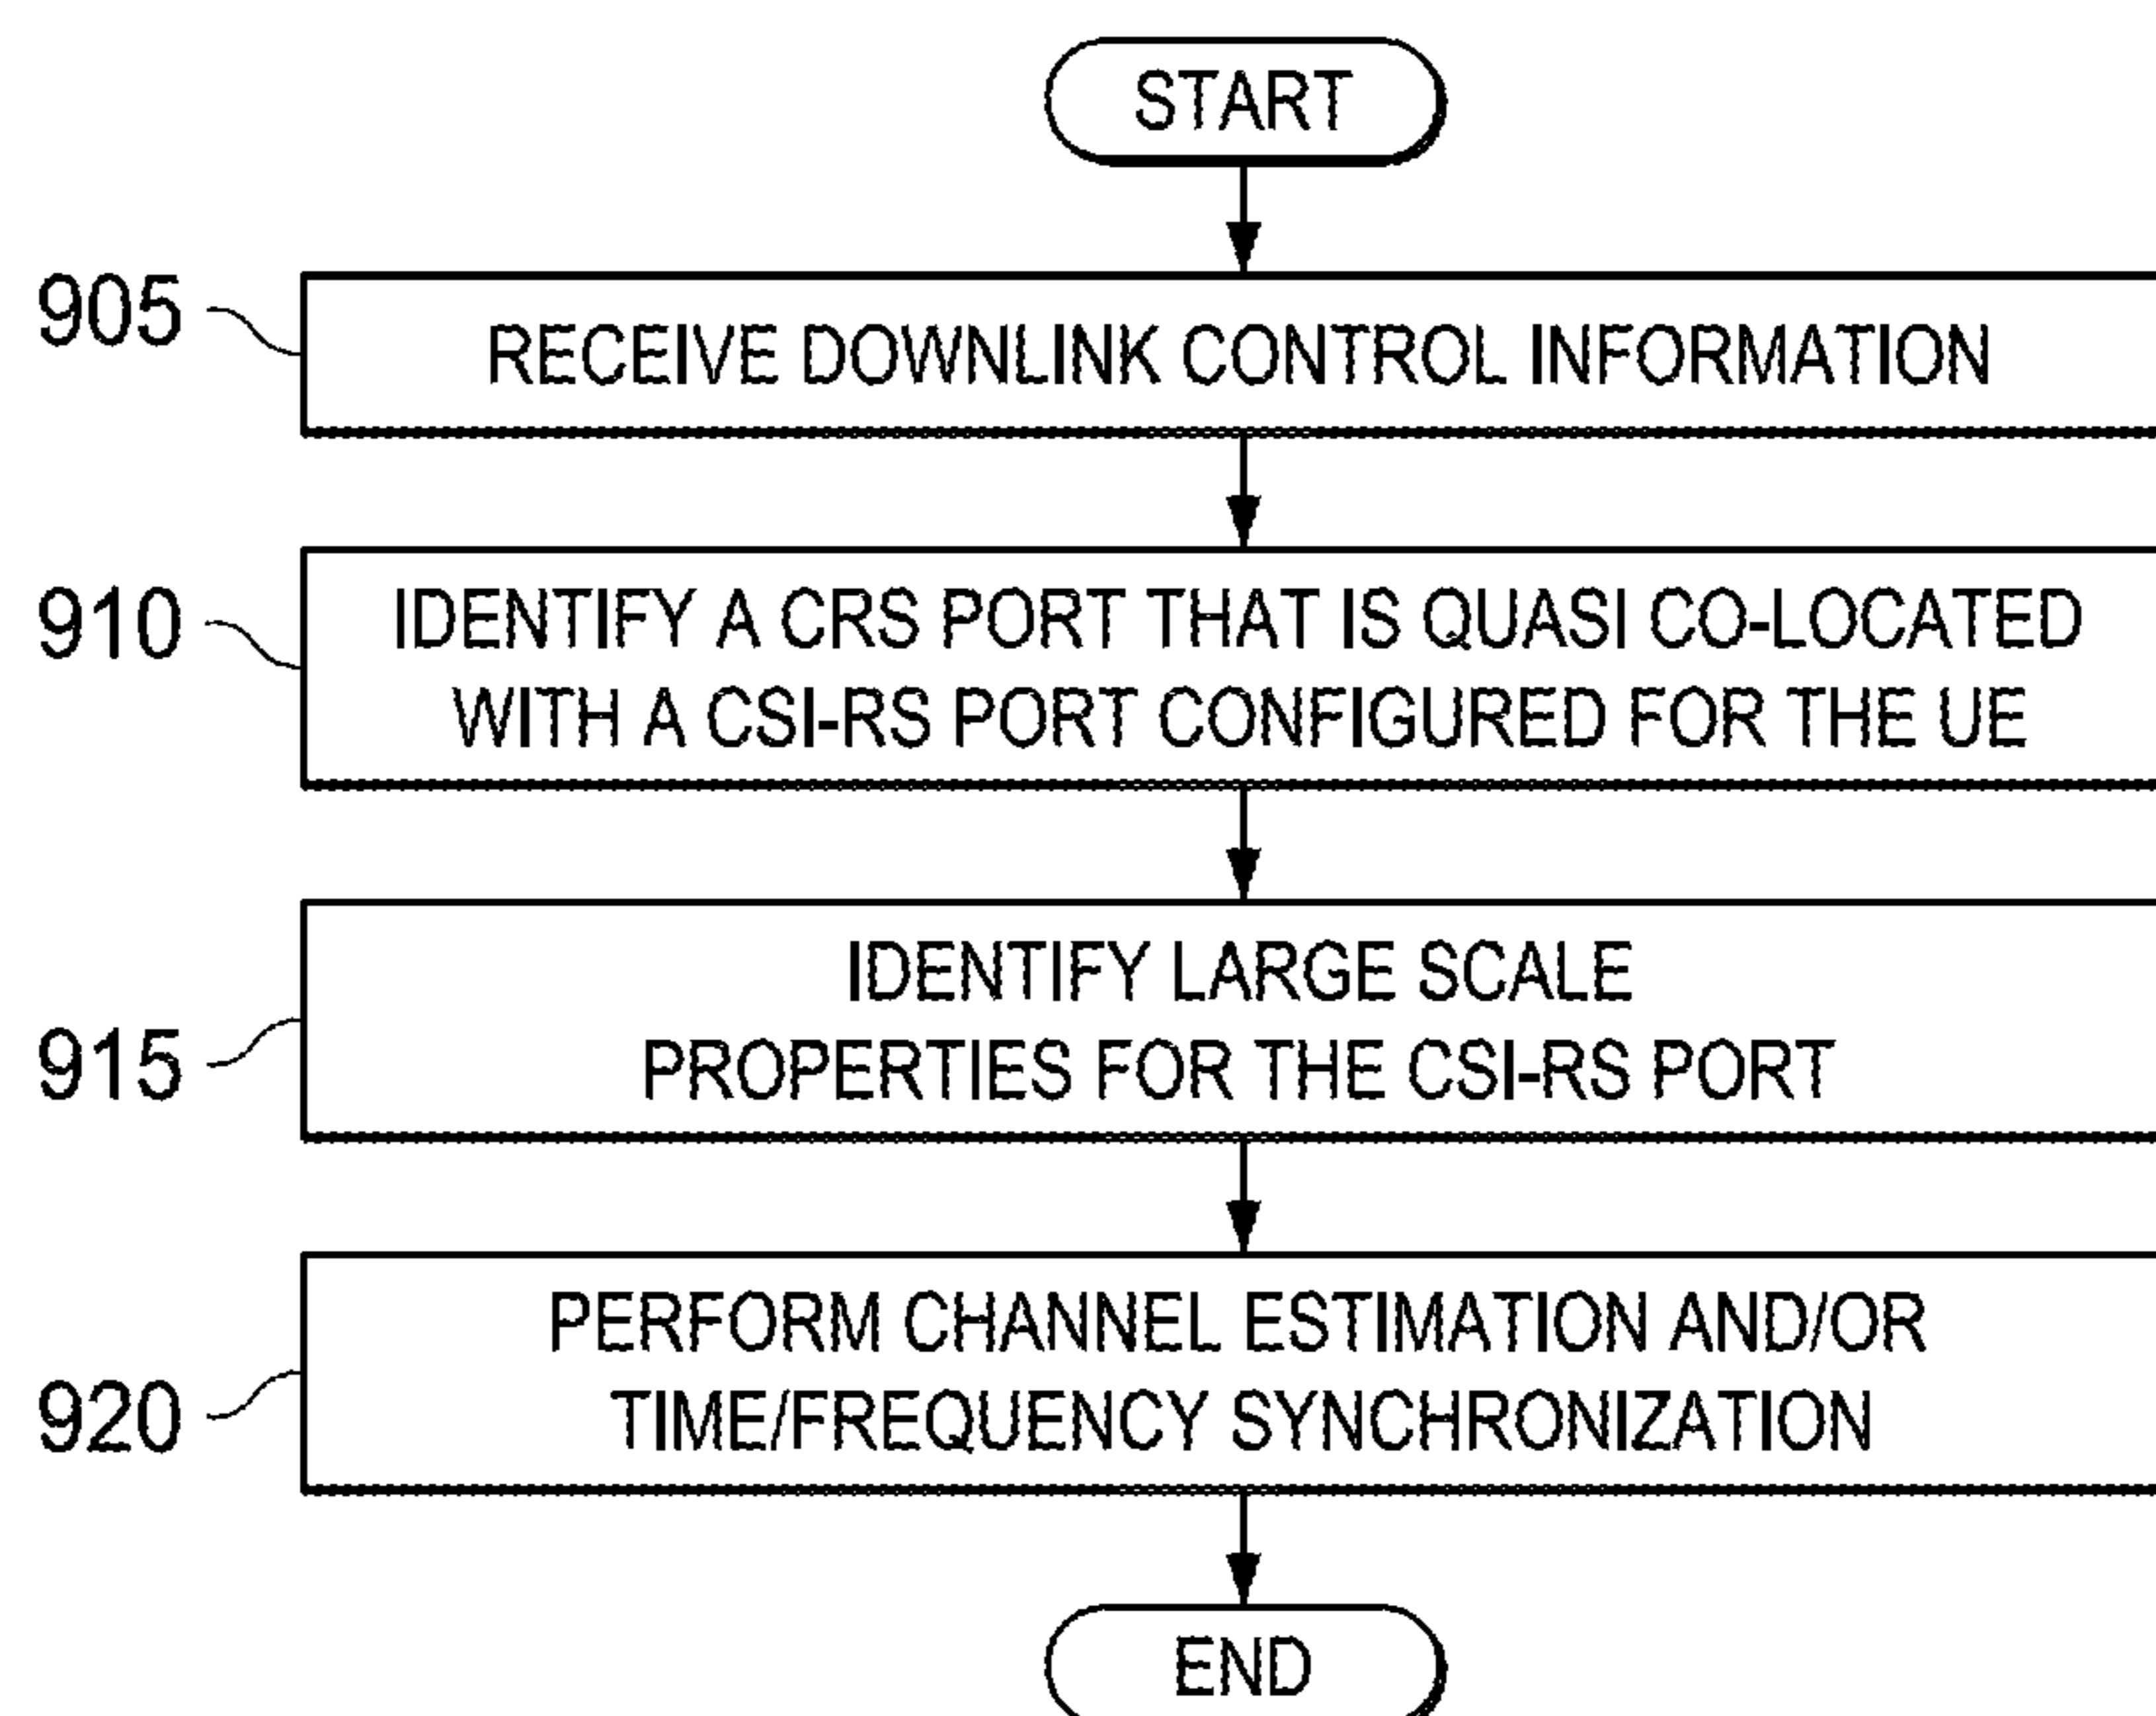 START
905
RECEIVE DOWNLINK CONTROL INFORMATION
910
IDENTIFY A CRS PORT THAT IS QUASI CO-LOCATED
WITH A CSI-RS PORT CONFIGURED FOR THE UE
915
IDENTIFY LARGE SCALE
PROPERTIES FOR THE CSI-RS PORT
920
PERFORM CHANNEL ESTIMATION AND/OR
TIME/FREQUENCY SYNCHRONIZATION
END